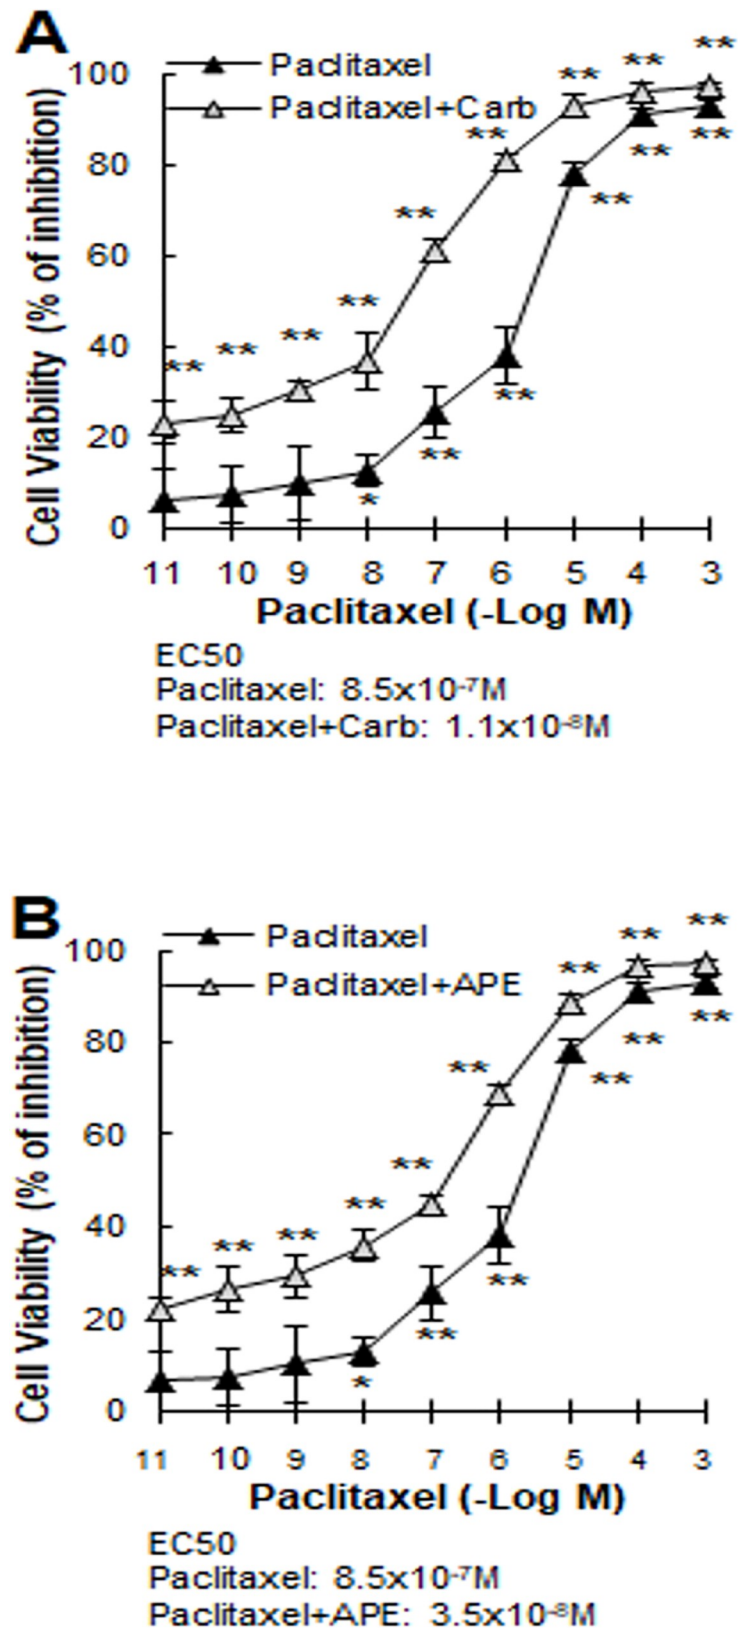 A
Paclitaxel
Paclitaxel+Carb
** ** **
**
**
**
** ** **
** ** **
**
**
**
*
100
80
60
40
20
0
Cell Viability (% of inhibition)
11 10 9 8 7 6 5 4 3
Paclitaxel (-Log M)
EC50
Paclitaxel: 8.5x10⁻⁷M
Paclitaxel+Carb: 1.1x10⁻⁸M
B
Paclitaxel
Paclitaxel+APE
** ** **
**
**
**
** ** **
** ** **
**
**
*
100
80
60
40
20
0
Cell Viability (% of inhibition)
11 10 9 8 7 6 5 4 3
Paclitaxel (-Log M)
EC50
Paclitaxel: 8.5x10⁻⁷M
Paclitaxel+APE: 3.5x10⁻⁸M